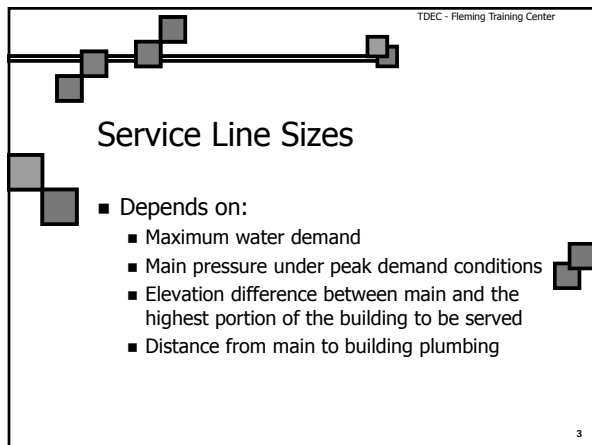 TDEC - Fleming Training Center
Service Line Sizes
■ Depends on:
■ Maximum water demand
■ Main pressure under peak demand conditions
■ Elevation difference between main and the
highest portion of the building to be served
■ Distance from main to building plumbing
3